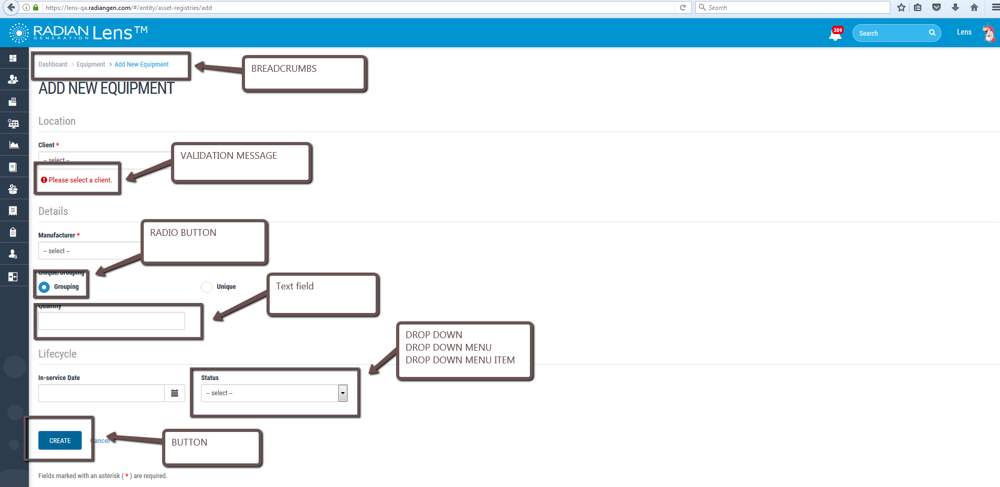 https://lens-qa.radiangen.com/#/entity/asset-registries/add
Search
RADIAN
GENERATION
Lens™
389
Search
Lens
Dashboard > Equipment > Add New Equipment
BREADCRUMBS
ADD NEW EQUIPMENT
Location
Client *
-- select --
VALIDATION MESSAGE
Please select a client.
Details
Manufacturer *
-- select --
RADIO BUTTON
Unique/Grouping
Grouping
Unique
Text field
Quantity
DROP DOWN
DROP DOWN MENU
DROP DOWN MENU ITEM
Lifecycle
In-service Date
Status
-- select --
CREATE
Cancel
BUTTON
Fields marked with an asterisk ( * ) are required.